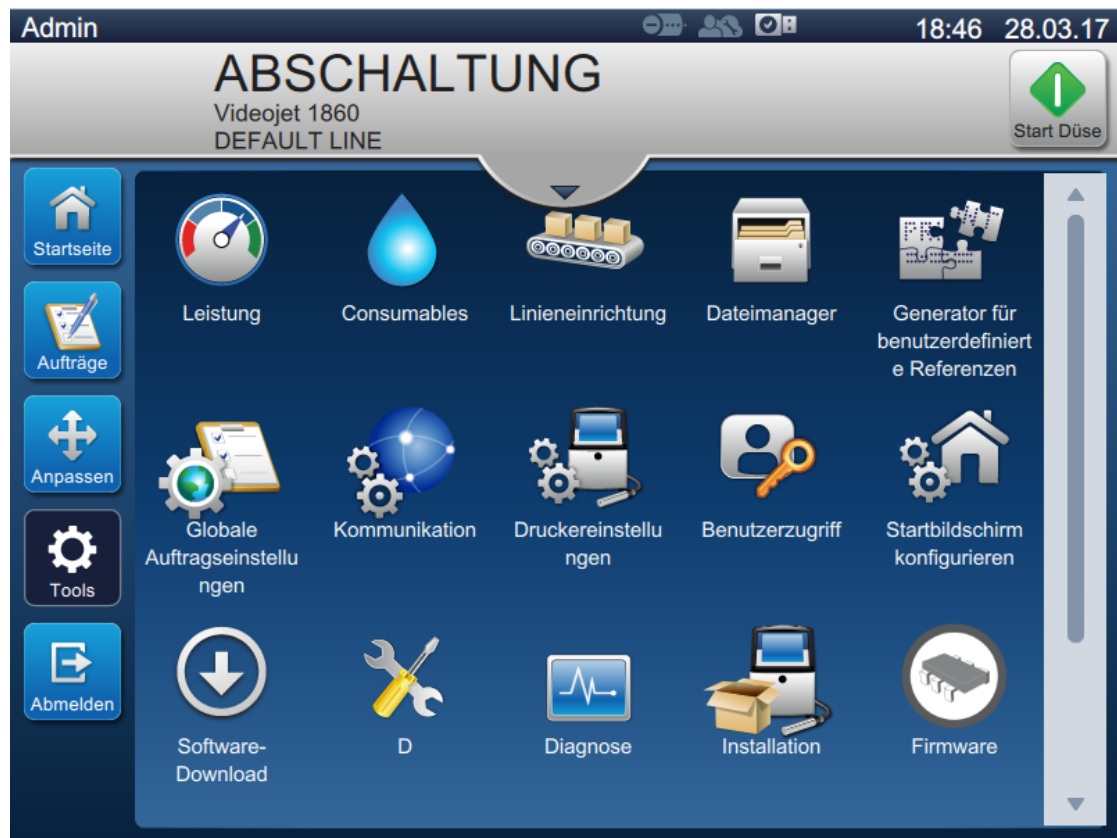 Admin
18:46 28.03.17
ABSCHALTUNG
Videojet 1860
DEFAULT LINE
Start Düse
Startseite
Aufträge
Anpassen
Tools
Abmelden
Leistung
Consumables
Linieneinrichtung
Dateimanager
Generator für
benutzerdefiniert
e Referenzen
Globale
Auftragseinstellu
ngen
Kommunikation
Druckereinstellu
ngen
Benutzerzugriff
Startbildschirm
konfigurieren
Software-
Download
D
Diagnose
Installation
Firmware